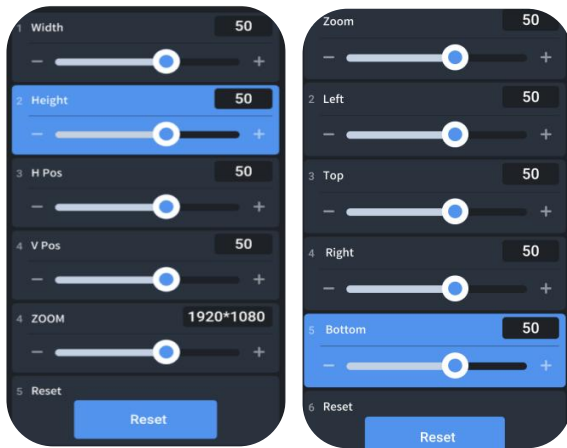 1 Width 50
− +
2 Height 50
− +
3 H Pos 50
− +
4 V Pos 50
− +
4 ZOOM 1920*1080
− +
5 Reset
Reset
Zoom 50
− +
2 Left 50
− +
3 Top 50
− +
4 Right 50
− +
5 Bottom 50
− +
6 Reset
Reset